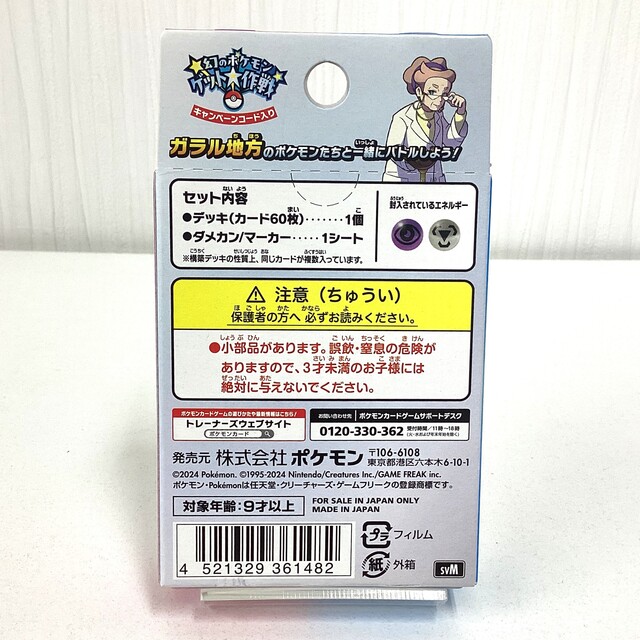 幻のポケモン
ゲット★作戦
キャンペーンコード入り
ガラル地方のポケモンたちと一緒にバトルしよう!
セット内容
●デッキ(カード60枚)・・・・・・・1個
●ダメカン/マーカー・・・・・1シート
※構築デッキの性質上、同じカードが複数入っています。
封入されているエネルギー
⚠ 注意(ちゅうい)
保護者の方へ 必ずお読みください。
●小部品があります。誤飲・窒息の危険が
ありますので、3才未満のお子様には
絶対に与えないでください。
ポケモンカードゲームの遊びかたや最新情報はこちら!
トレーナーズウェブサイト
ポケモンカード
お問い合わせ先
ポケモンカードゲームサポートデスク
0120-330-362
受付時間/11時~18時
発売元 株式会社ポケモン
〒106-6108
東京都港区六本木6-10-1
©2024 Pokémon. ©1995-2024 Nintendo/Creatures Inc./GAME FREAK inc.
ポケモン・Pokémonは任天堂・クリーチャーズ・ゲームフリークの登録商標です。
対象年齢:9才以上
FOR SALE IN JAPAN ONLY
MADE IN JAPAN
4 521329 361482
プラ フィルム
紙 外箱
svM